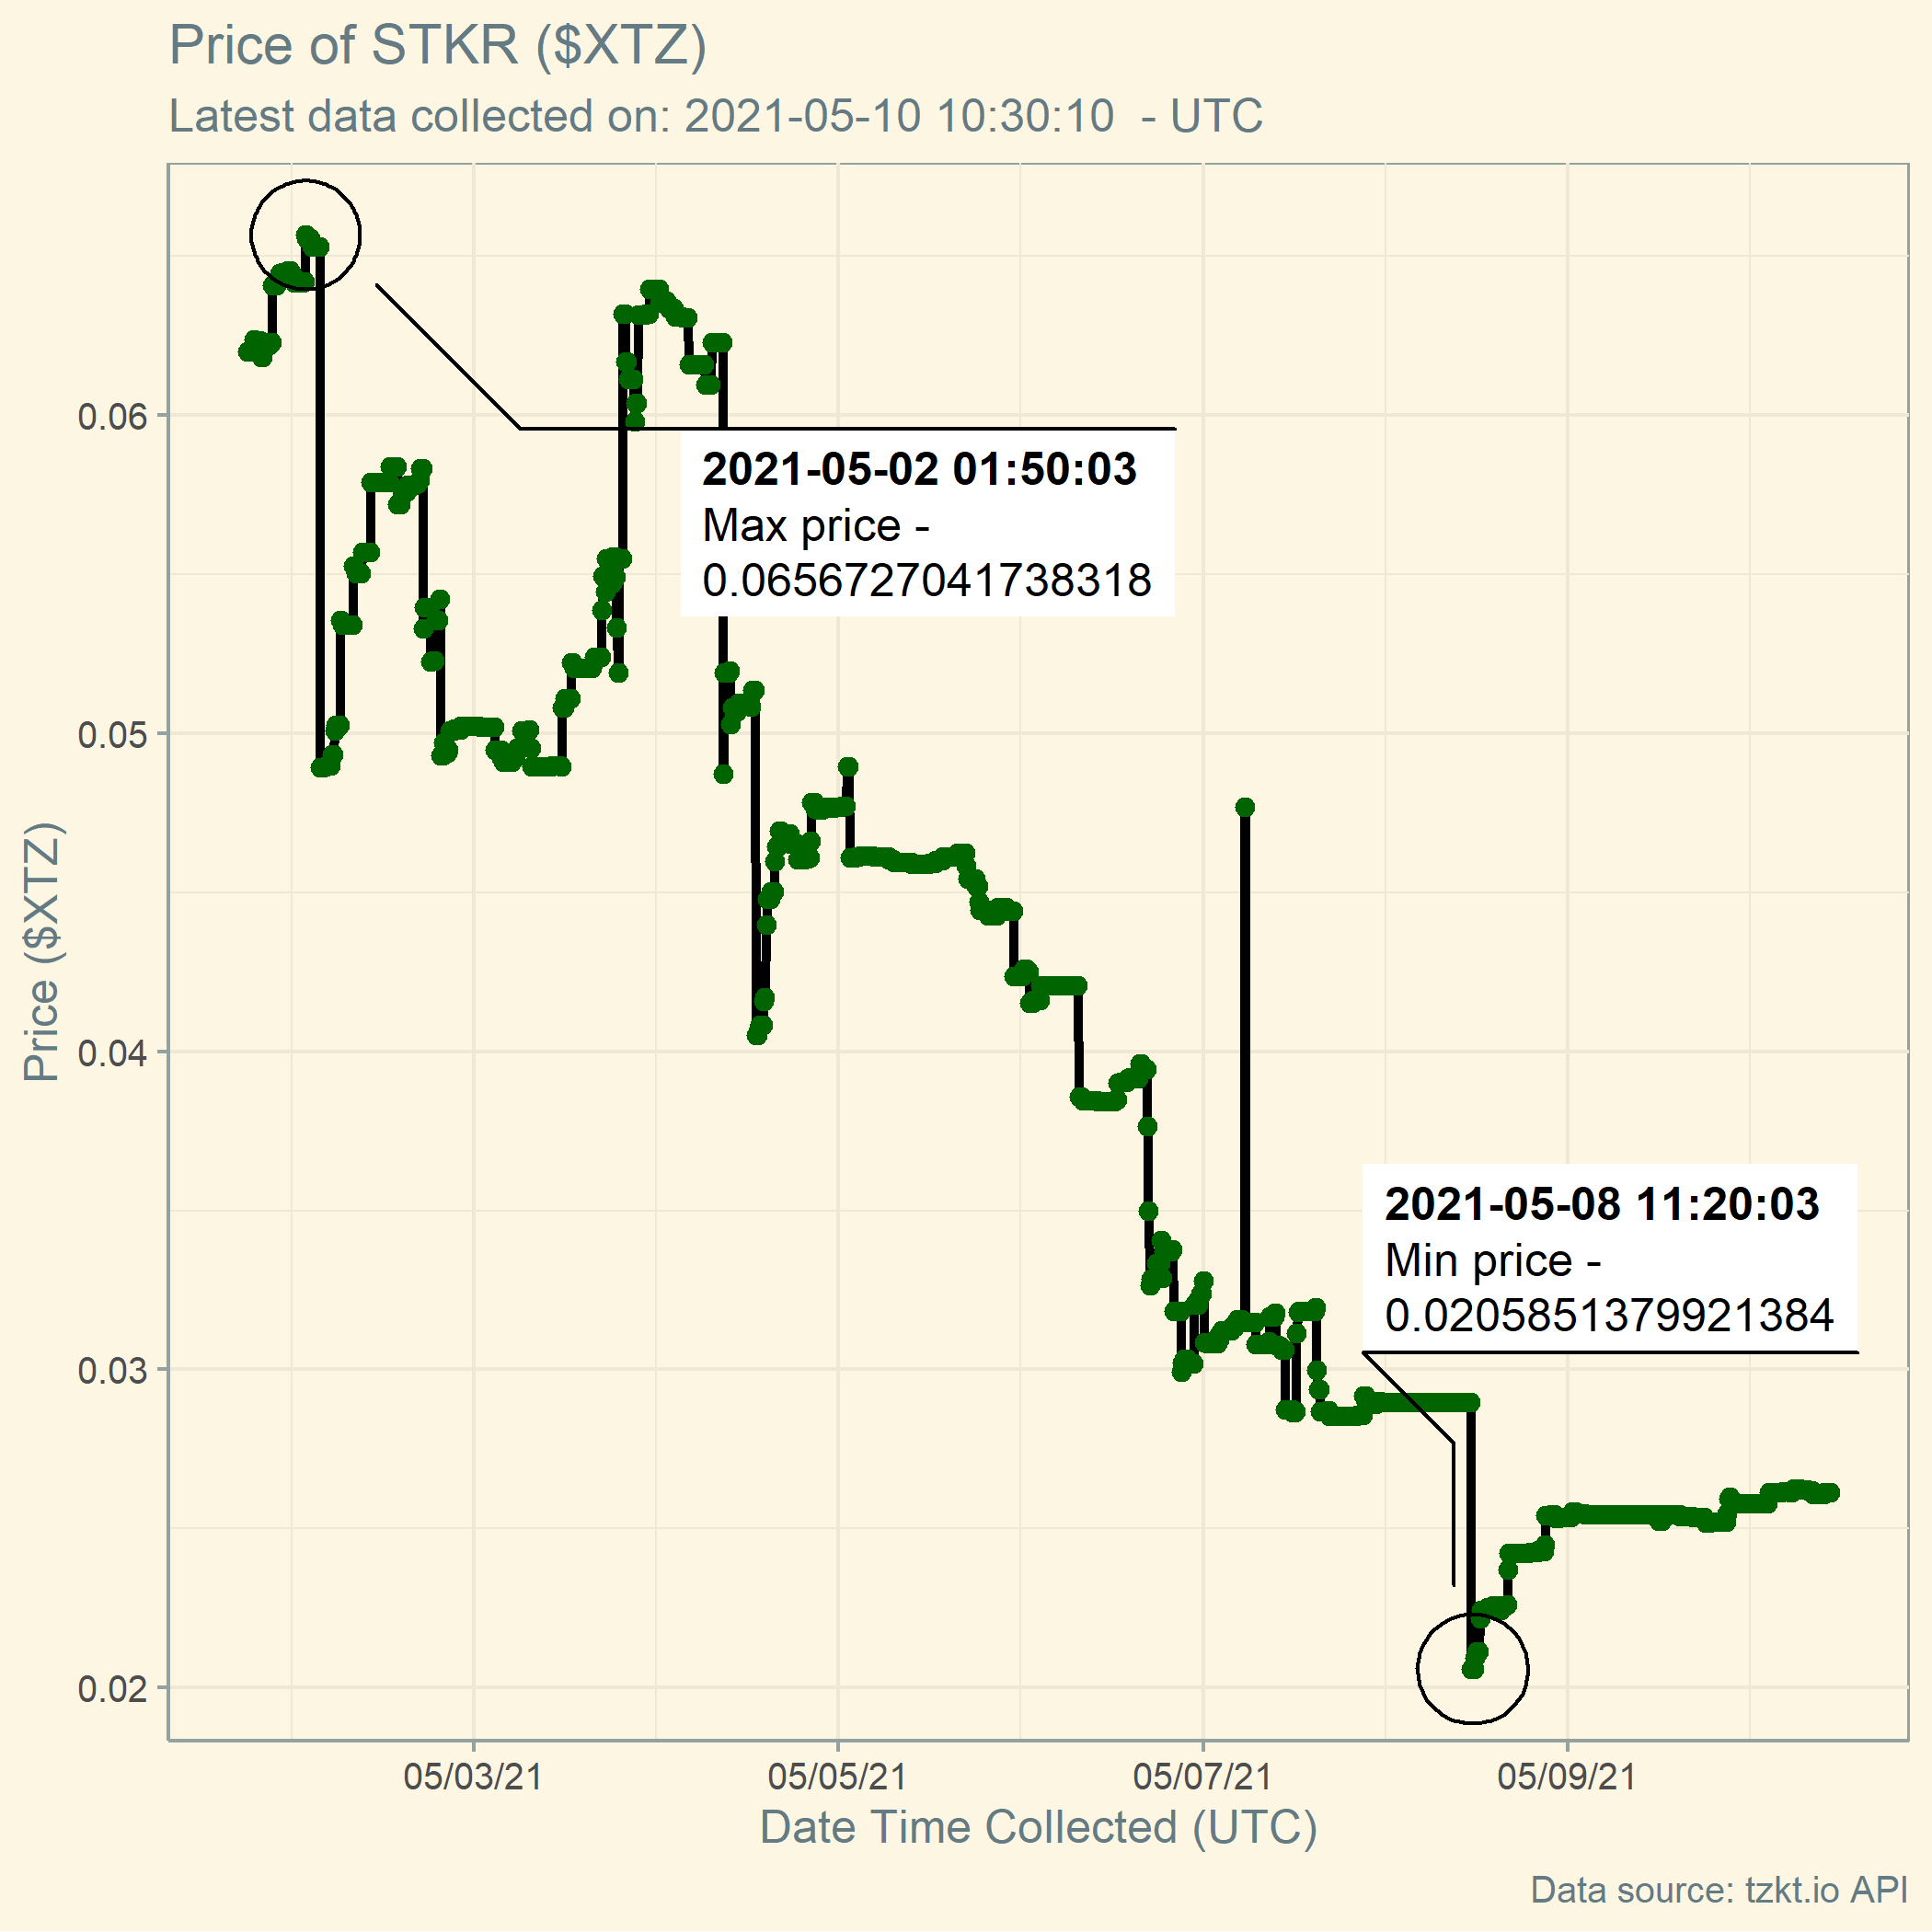 Price of STKR ($XTZ)
Latest data collected on: 2021-05-10 10:30:10  - UTC
Price ($XTZ)
0.06
0.05
0.04
0.03
0.02
2021-05-02 01:50:03
Max price -
0.0656727041738318
2021-05-08 11:20:03
Min price -
0.0205851379921384
05/03/21
05/05/21
05/07/21
05/09/21
Date Time Collected (UTC)
Data source: tzkt.io API